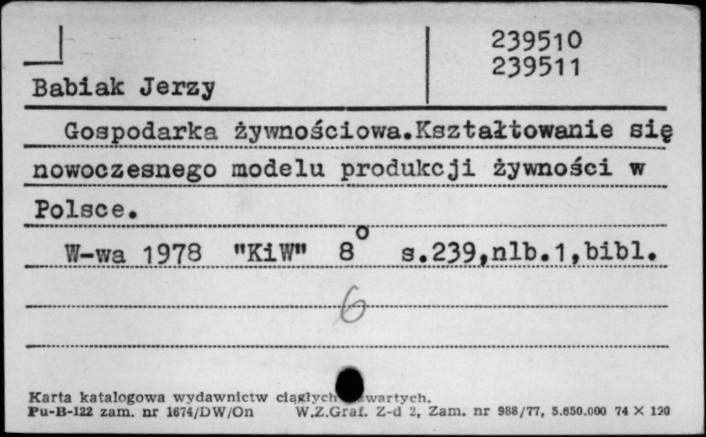 239510
239511
Babiak Jerzy
Gospodarka żywnościowa.Kształtowanie się
nowoczesnego modelu produkcji żywności w
Polsce.
W-wa 1978 "KiW" 8° s.239,nlb.1,bibl.
6
Karta katalogowa wydawnictw ciągłych wartych.
Pu-B-122 zam. nr 1674/DW/On W.Z.Graf. Z-d 2, Zam. nr 988/77, 5.650.000 74 X 120